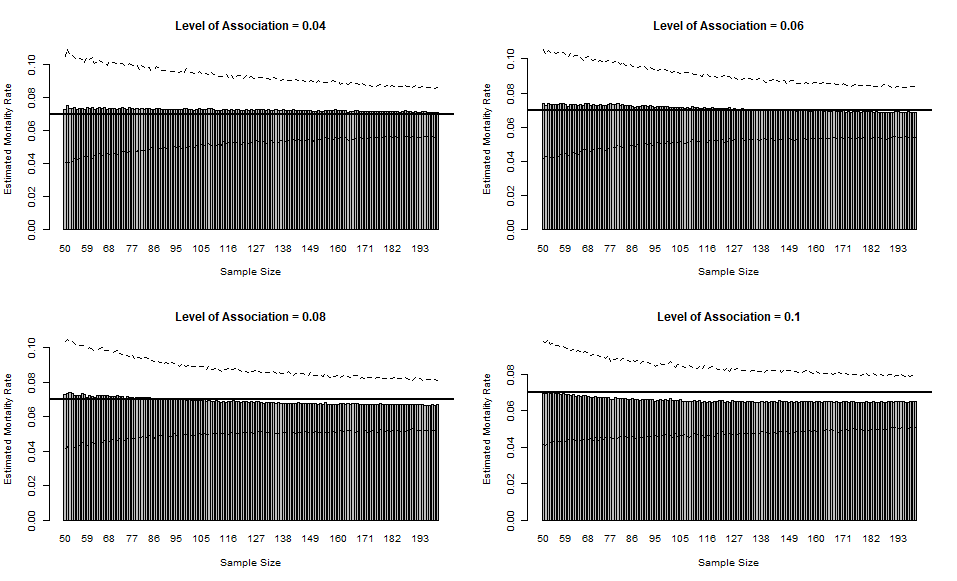 Level of Association = 0.04
Estimated Mortality Rate
0.00 0.02 0.04 0.06 0.08 0.10
50 59 68 77 86 95 105 116 127 138 149 160 171 182 193
Sample Size
Level of Association = 0.06
Estimated Mortality Rate
0.00 0.02 0.04 0.06 0.08 0.10
50 59 68 77 86 95 105 116 127 138 149 160 171 182 193
Sample Size
Level of Association = 0.08
Estimated Mortality Rate
0.00 0.02 0.04 0.06 0.08 0.10
50 59 68 77 86 95 105 116 127 138 149 160 171 182 193
Sample Size
Level of Association = 0.1
Estimated Mortality Rate
0.00 0.02 0.04 0.06 0.08
50 59 68 77 86 95 105 116 127 138 149 160 171 182 193
Sample Size